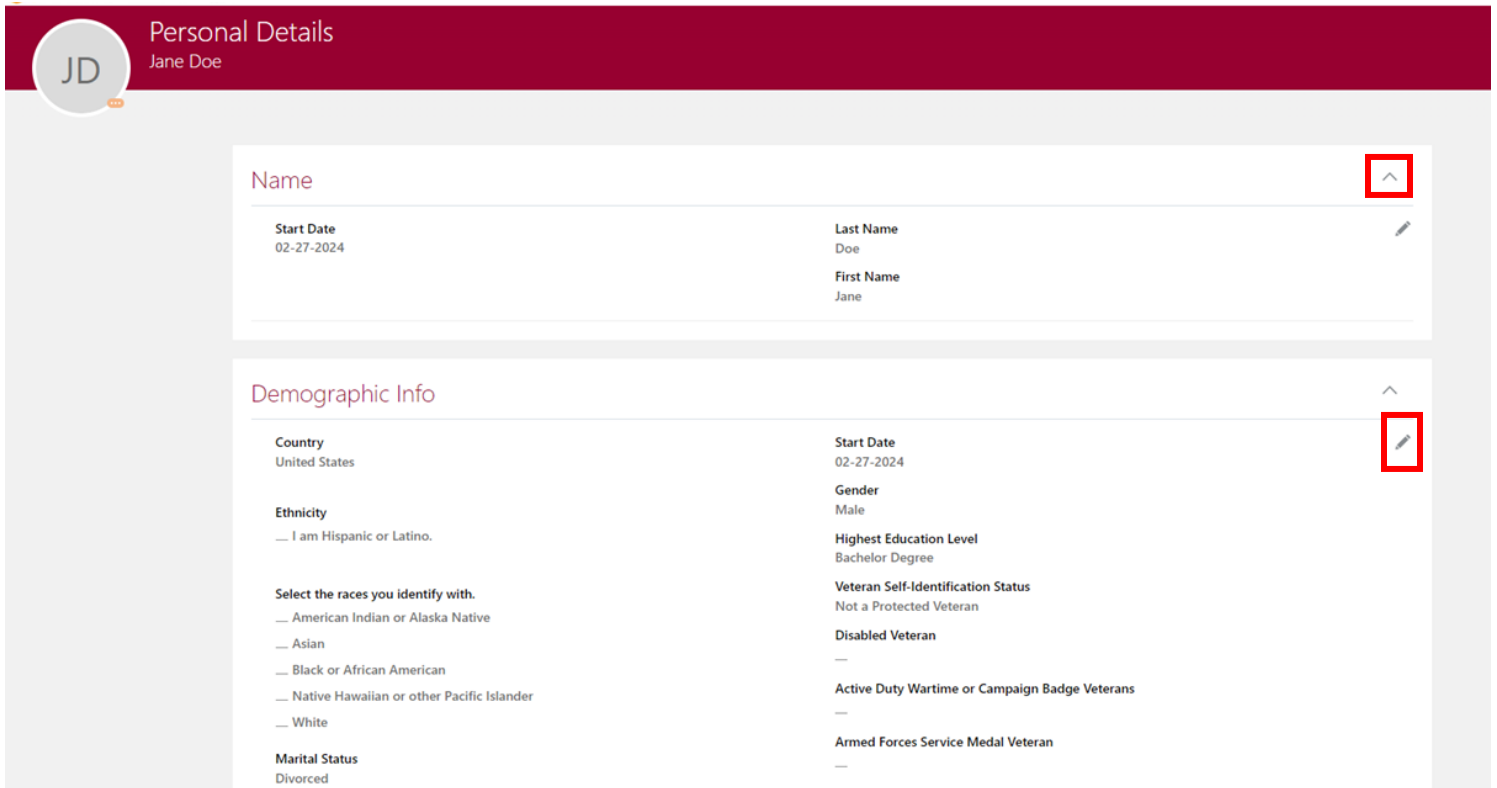 JD
Personal Details
Jane Doe
Name
Start Date
02-27-2024
Last Name
Doe
First Name
Jane
Demographic Info
Country
United States
Ethnicity
__ I am Hispanic or Latino.
Select the races you identify with.
__ American Indian or Alaska Native
__ Asian
__ Black or African American
__ Native Hawaiian or other Pacific Islander
__ White
Marital Status
Divorced
Start Date
02-27-2024
Gender
Male
Highest Education Level
Bachelor Degree
Veteran Self-Identification Status
Not a Protected Veteran
Disabled Veteran
—
Active Duty Wartime or Campaign Badge Veterans
—
Armed Forces Service Medal Veteran
—